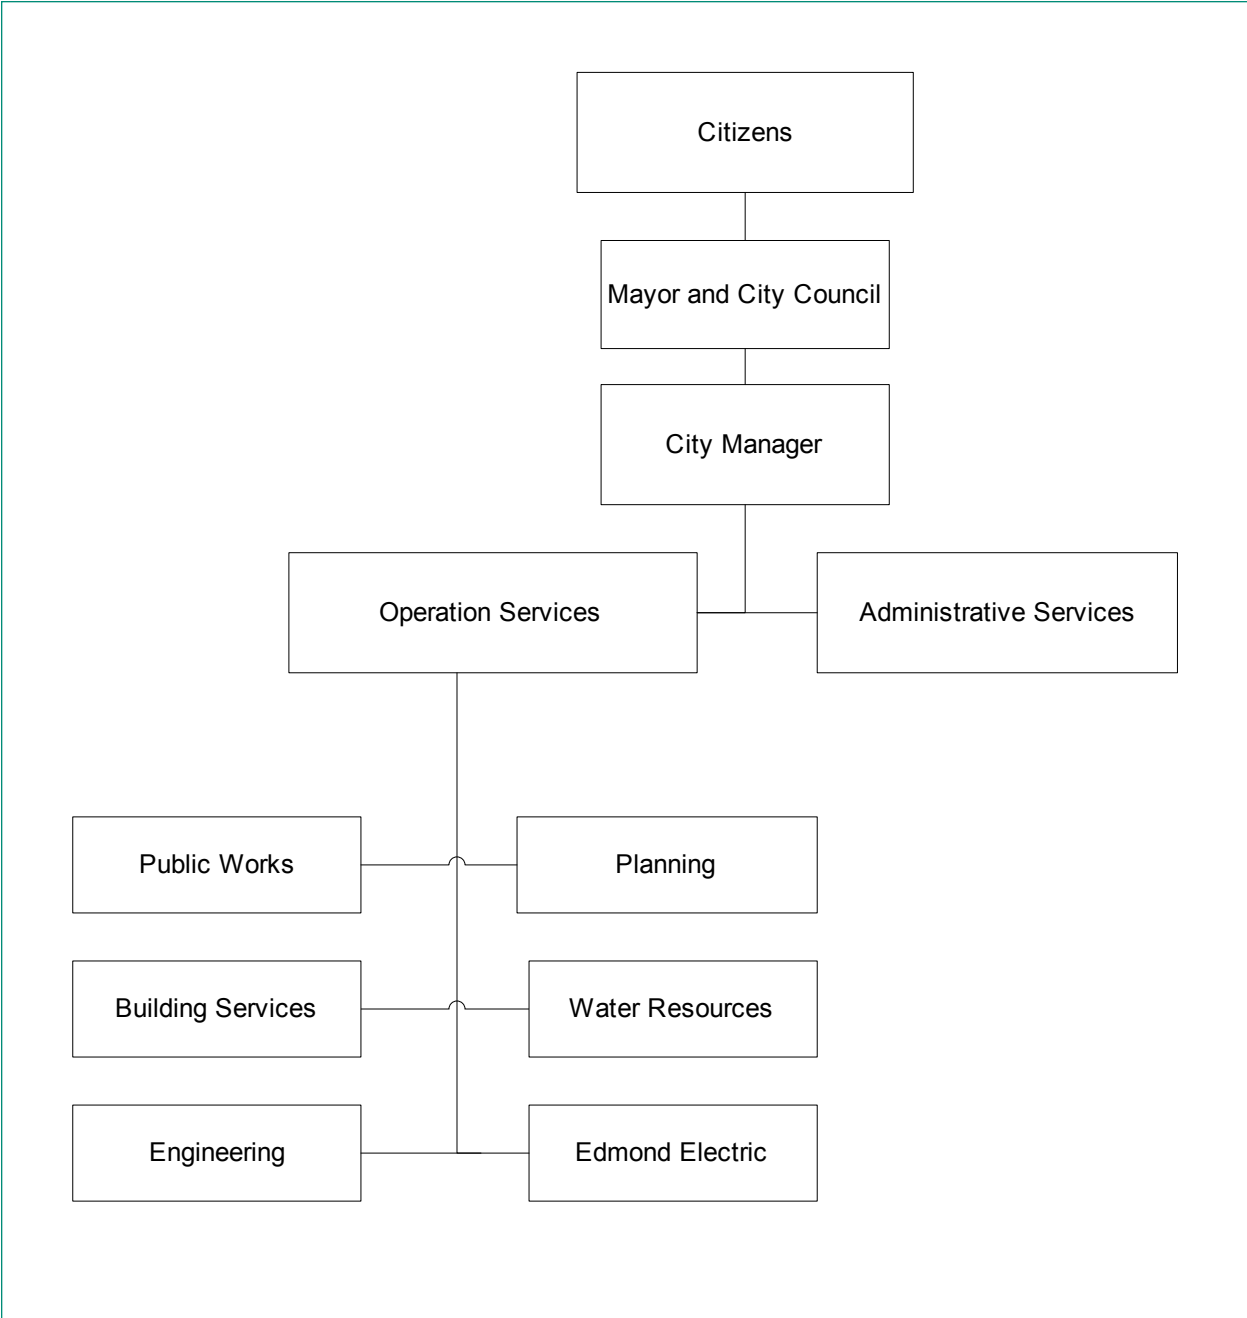 Citizens
Mayor and City Council
City Manager
Operation Services
Administrative Services
Public Works
Planning
Building Services
Water Resources
Engineering
Edmond Electric